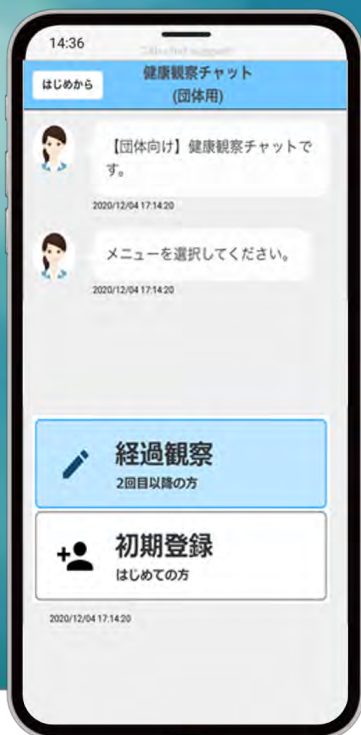 14:36
はじめから
健康観察チャット
(団体用)
【団体向け】健康観察チャットで
す。
2020/12/04 17:14:20
メニューを選択してください。
2020/12/04 17:14:20
経過観察
2回目以降の方
初期登録
はじめての方
2020/12/04 17:14:20